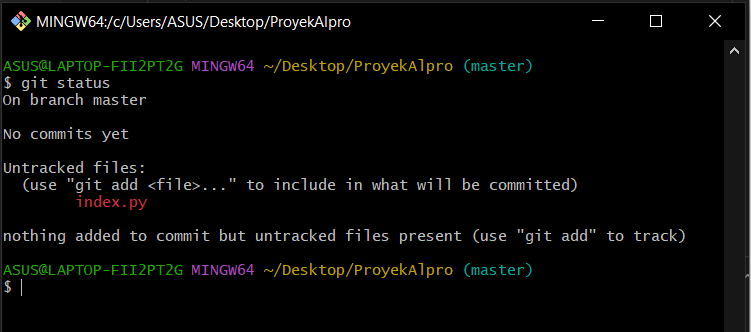 MINGW64:/c/Users/ASUS/Desktop/ProyekAlpro
ASUS@LAPTOP-FII2PT2G MINGW64 ~/Desktop/ProyekAlpro (master)
$ git status
On branch master
No commits yet
Untracked files:
  (use "git add <file>..." to include in what will be committed)
        index.py
nothing added to commit but untracked files present (use "git add" to track)
ASUS@LAPTOP-FII2PT2G MINGW64 ~/Desktop/ProyekAlpro (master)
$